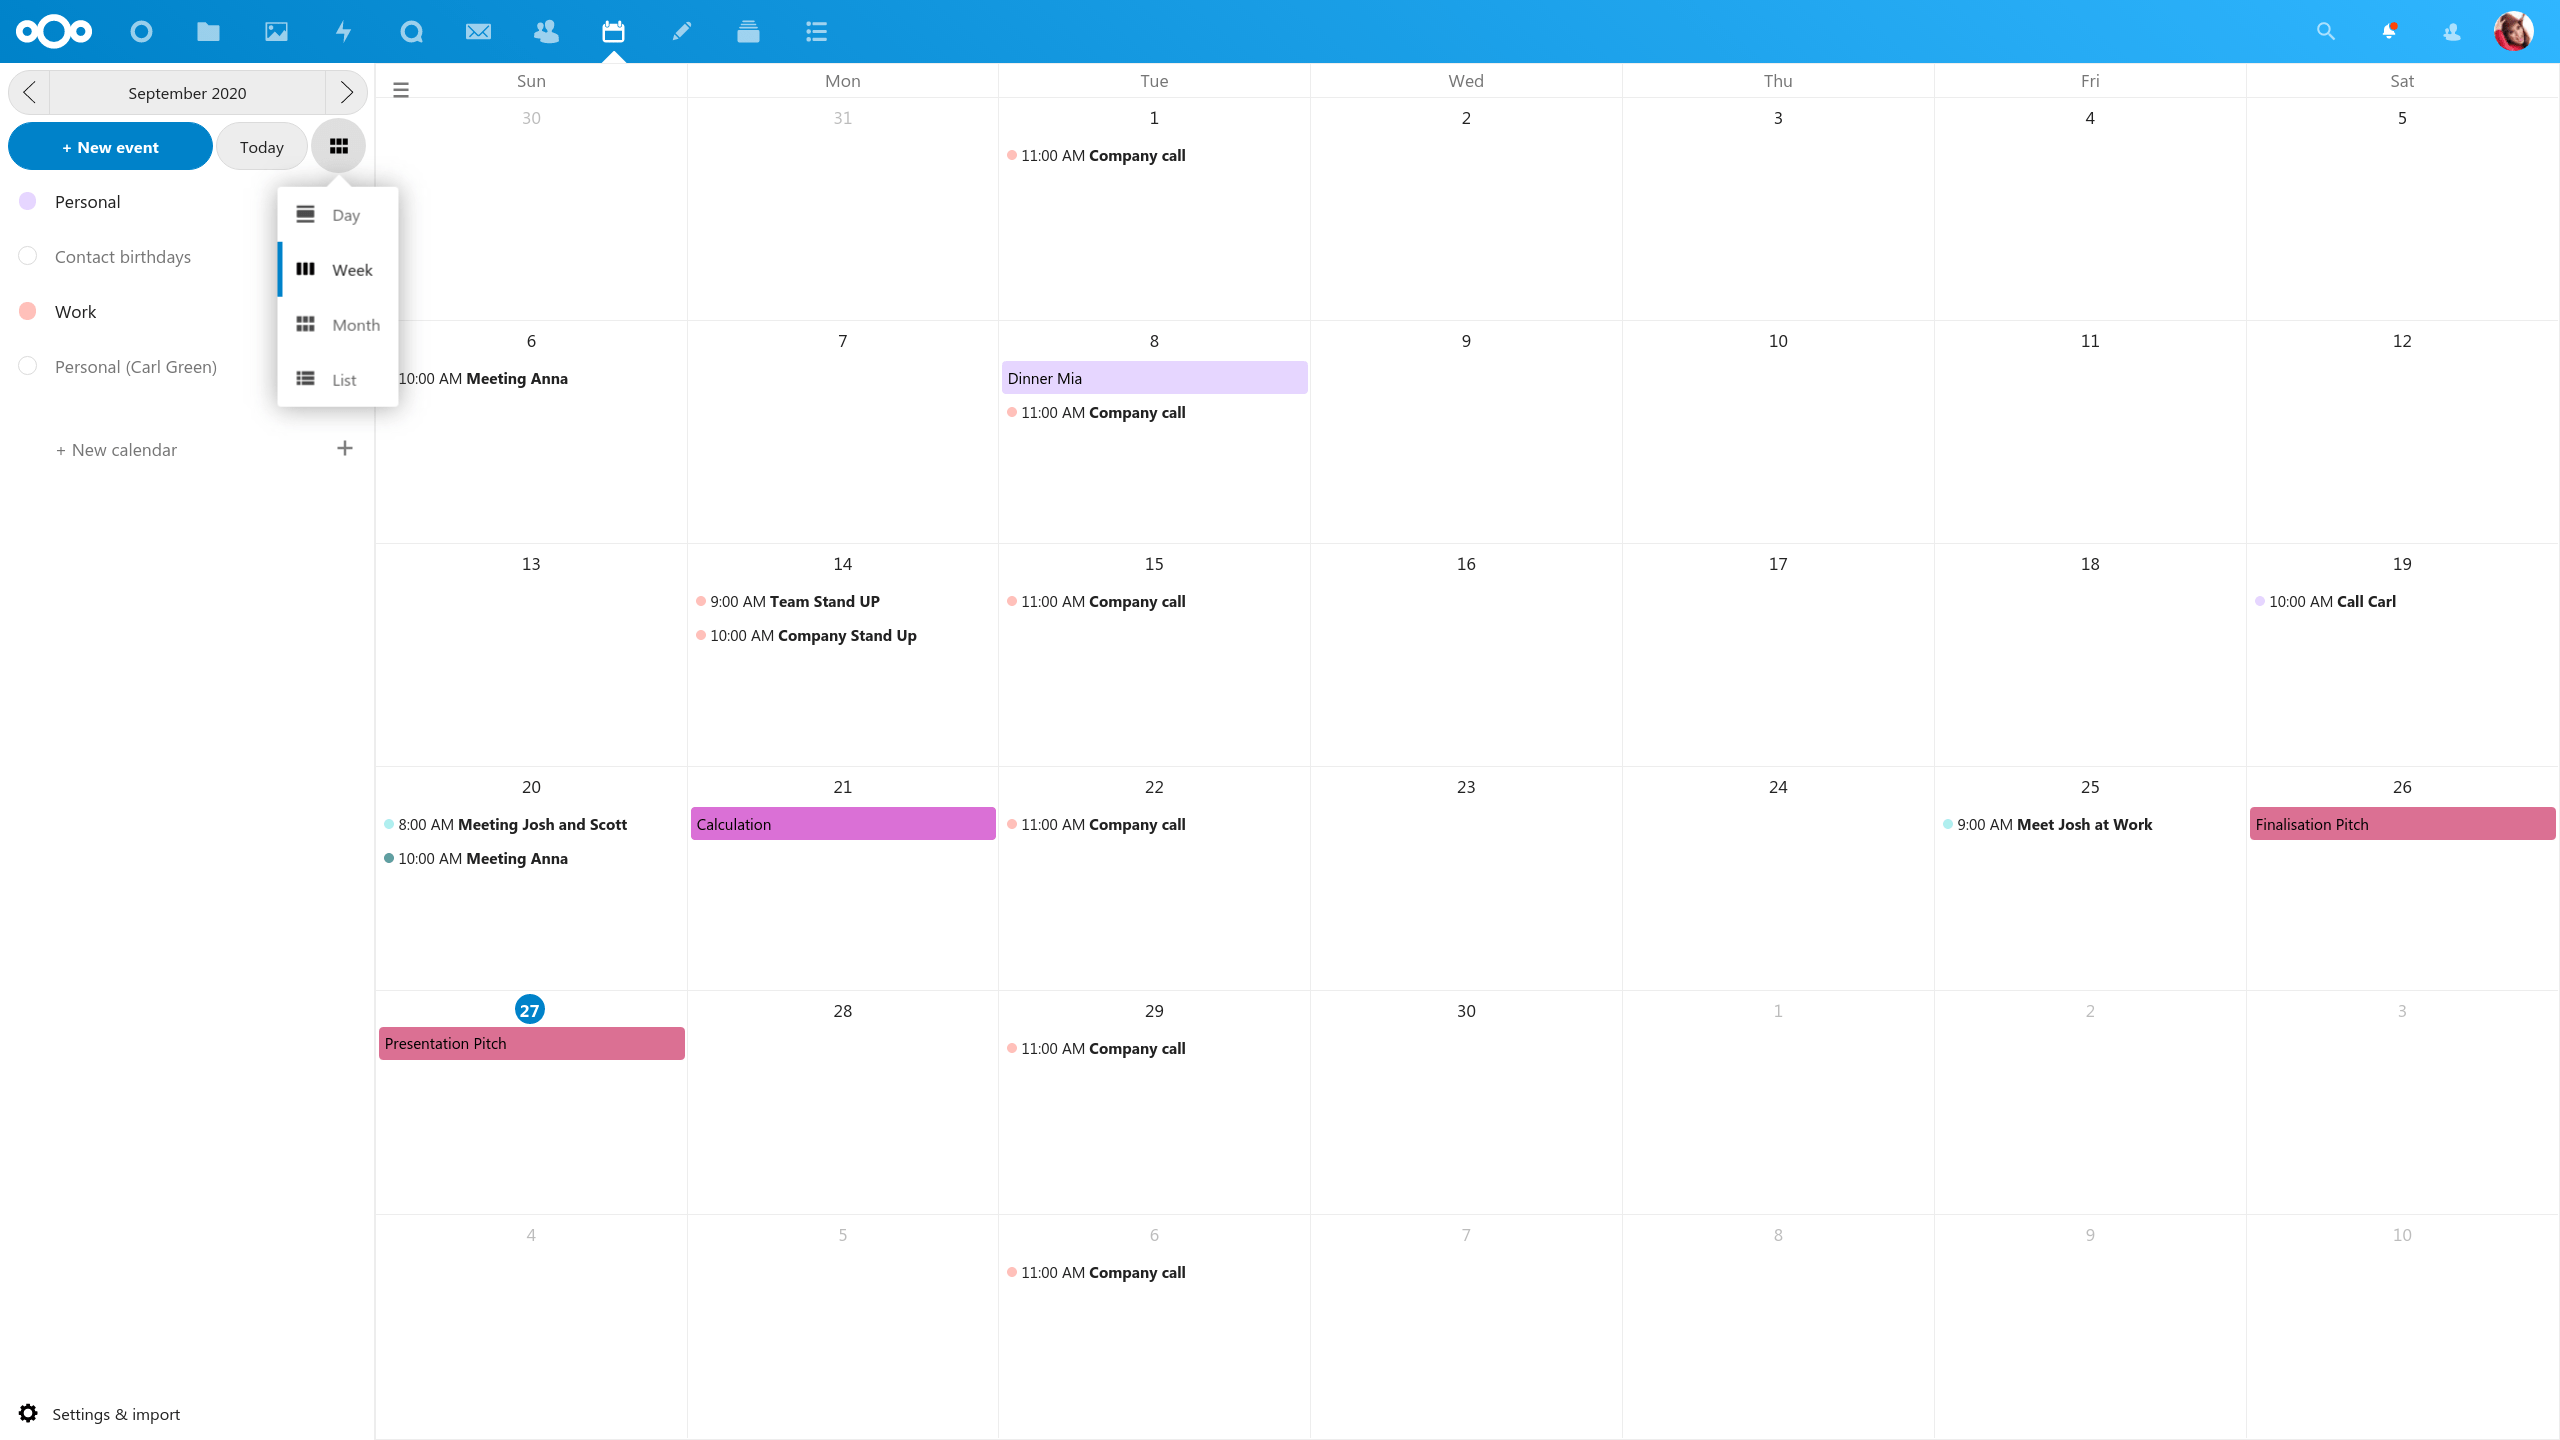 September 2020
+ New event
Today
Personal
Contact birthdays
Work
Personal (Carl Green)
+ New calendar
Day
Week
Month
List
Settings & import
Sun Mon Tue Wed Thu Fri Sat
30 31 1 2 3 4 5
11:00 AM Company call
6 7 8 9 10 11 12
10:00 AM Meeting Anna
Dinner Mia
11:00 AM Company call
13 14 15 16 17 18 19
9:00 AM Team Stand UP
10:00 AM Company Stand Up
11:00 AM Company call
10:00 AM Call Carl
20 21 22 23 24 25 26
8:00 AM Meeting Josh and Scott
10:00 AM Meeting Anna
Calculation
11:00 AM Company call
9:00 AM Meet Josh at Work
Finalisation Pitch
27 28 29 30 1 2 3
Presentation Pitch
11:00 AM Company call
4 5 6 7 8 9 10
11:00 AM Company call